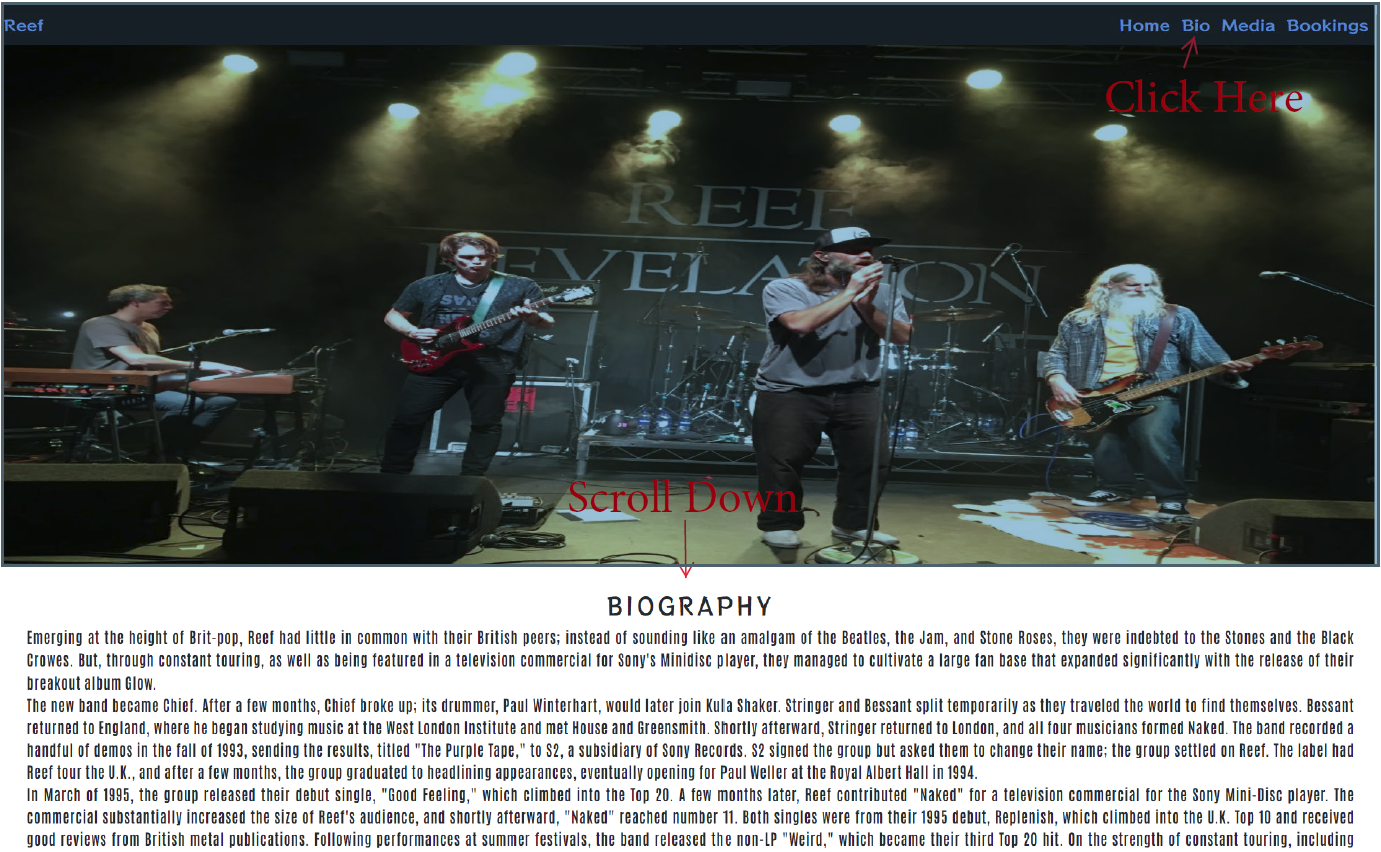 Reef
Home Bio Media Bookings
Click Here
REEF
REVELATION
Scroll Down
BIOGRAPHY
Emerging at the height of Brit-pop, Reef had little in common with their British peers; instead of sounding like an amalgam of the Beatles, the Jam, and Stone Roses, they were indebted to the Stones and the Black
Crowes. But, through constant touring, as well as being featured in a television commercial for Sony's Minidisc player, they managed to cultivate a large fan base that expanded significantly with the release of their
breakout album Glow.
The new band became Chief. After a few months, Chief broke up; its drummer, Paul Winterhart, would later join Kula Shaker. Stringer and Bessant split temporarily as they traveled the world to find themselves. Bessant
returned to England, where he began studying music at the West London Institute and met House and Greensmith. Shortly afterward, Stringer returned to London, and all four musicians formed Naked. The band recorded a
handful of demos in the fall of 1993, sending the results, titled "The Purple Tape," to S2, a subsidiary of Sony Records. S2 signed the group but asked them to change their name; the group settled on Reef. The label had
Reef tour the U.K., and after a few months, the group graduated to headlining appearances, eventually opening for Paul Weller at the Royal Albert Hall in 1994.
In March of 1995, the group released their debut single, "Good Feeling," which climbed into the Top 20. A few months later, Reef contributed "Naked" for a television commercial for the Sony Mini-Disc player. The
commercial substantially increased the size of Reef's audience, and shortly afterward, "Naked" reached number 11. Both singles were from their 1995 debut, Replenish, which climbed into the U.K. Top 10 and received
good reviews from British metal publications. Following performances at summer festivals, the band released the non-LP "Weird," which became their third Top 20 hit. On the strength of constant touring, including